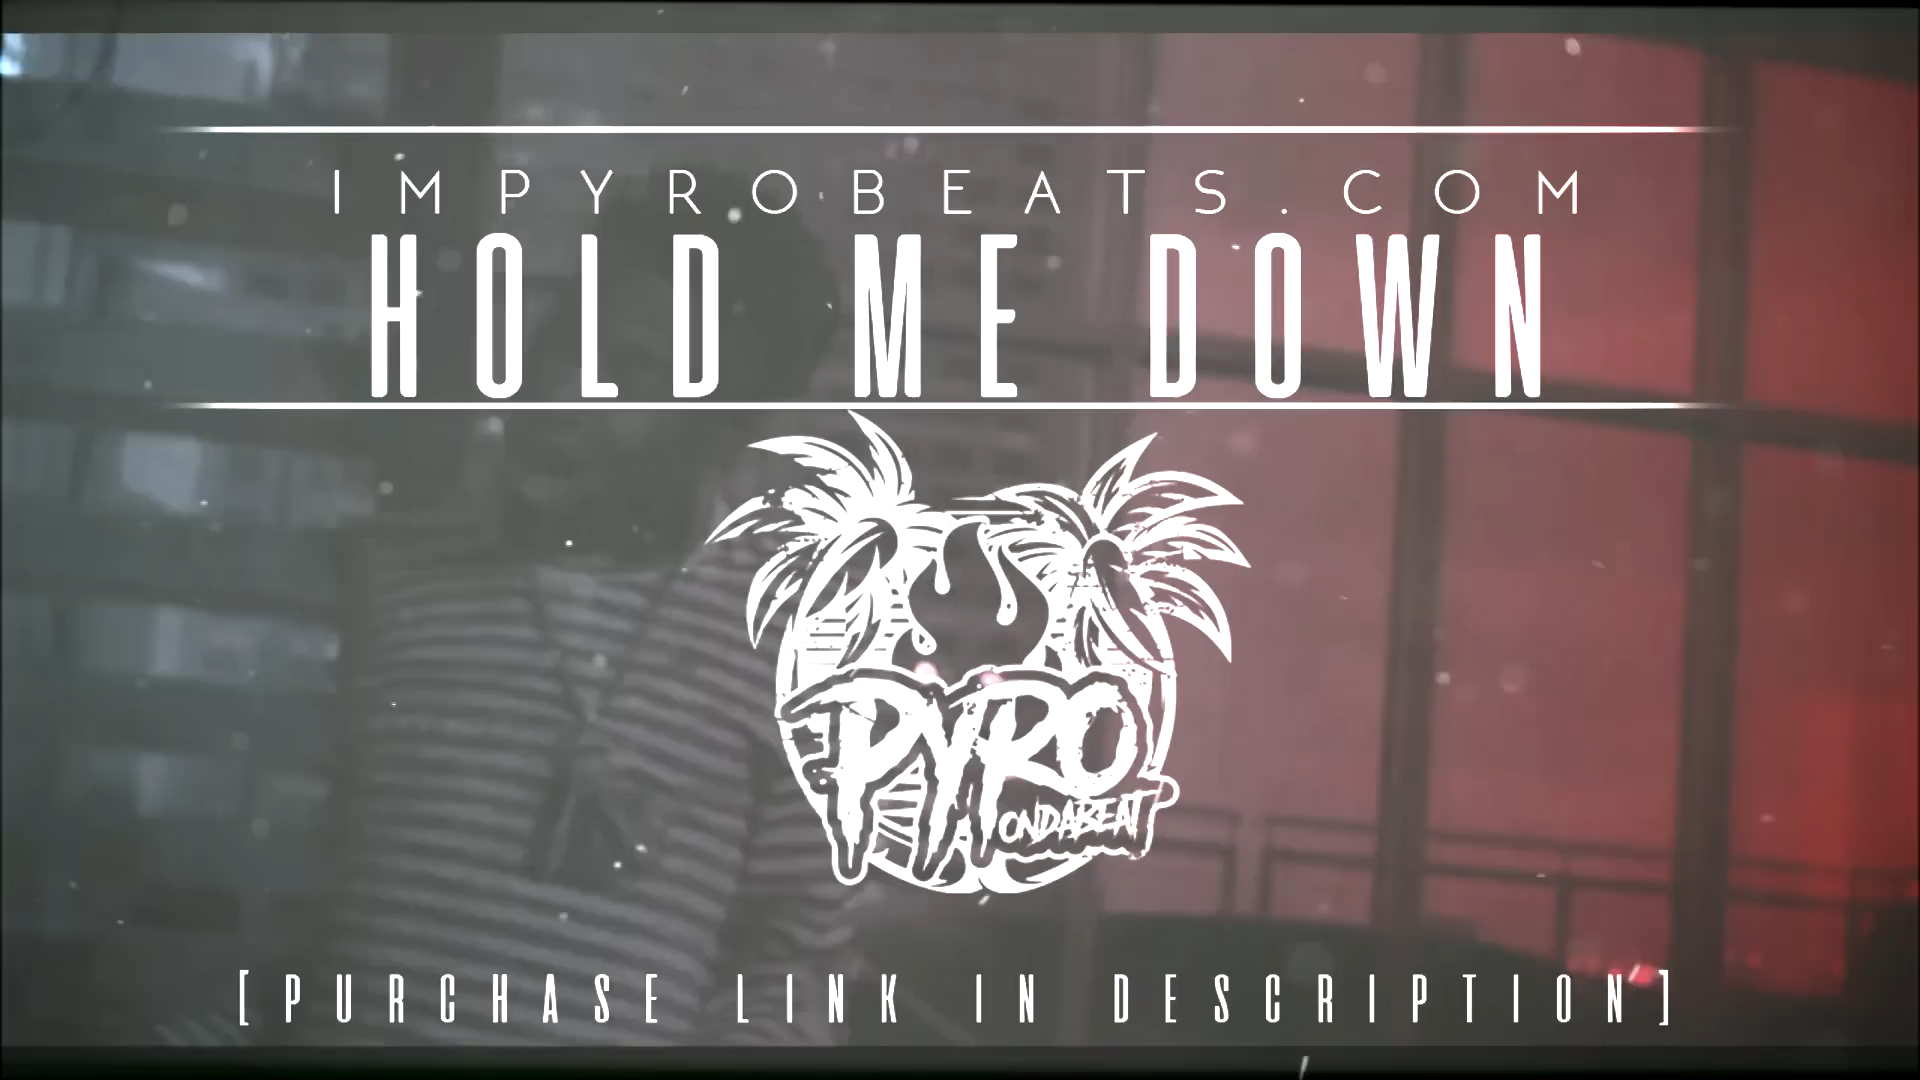 IMPYROBEATS.COM
HOLD ME DOWN
PYRO
ONDABEAT
[PURCHASE LINK IN DESCRIPTION]